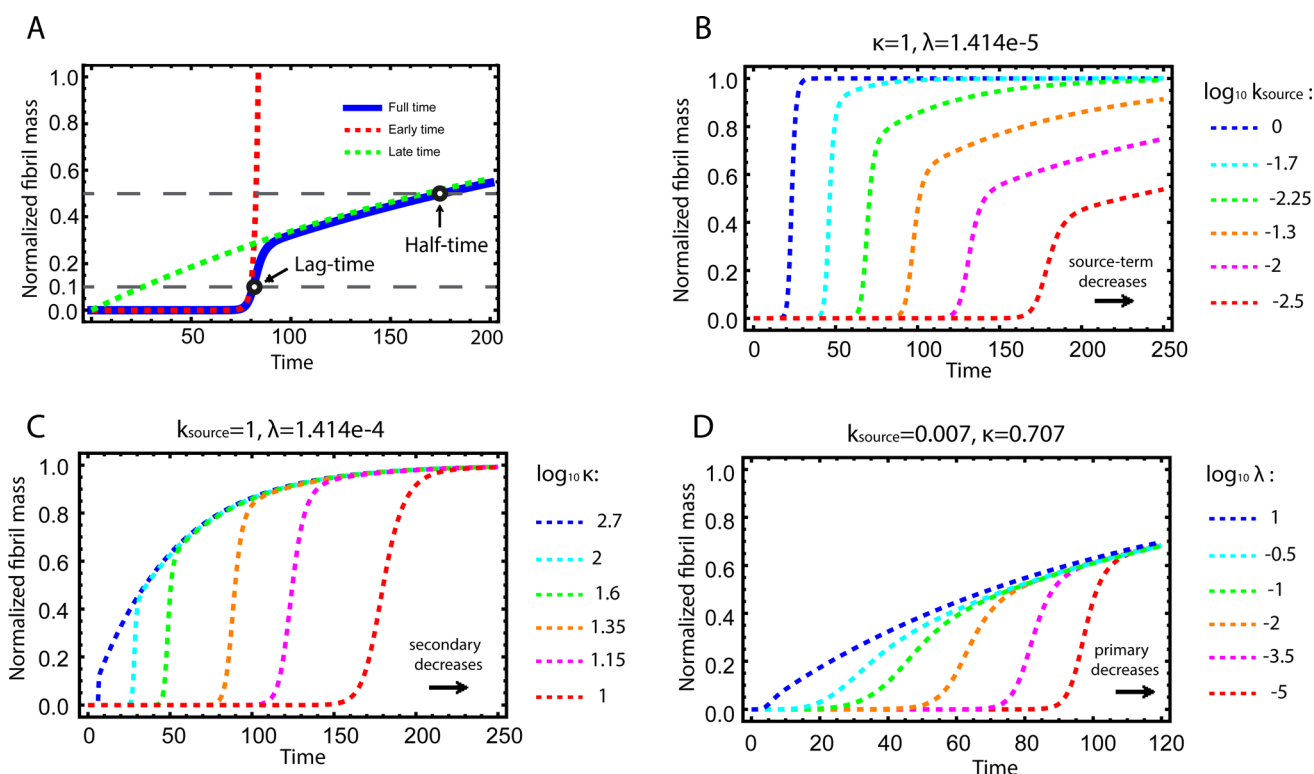 A
Normalized fibril mass
1.0
0.8
0.6
0.4
0.2
0.1
0.0
50
100
150
200
Time
Full time
Early time
Late time
Half-time
Lag-time
B
κ=1, λ=1.414e-5
Normalized fibril mass
1.0
0.8
0.6
0.4
0.2
0.0
0
50
100
150
200
250
Time
source-term
decreases
log10 ksource :
0
-1.7
-2.25
-1.3
-2
-2.5
C
ksource=1, λ=1.414e-4
Normalized fibril mass
1.0
0.8
0.6
0.4
0.2
0.0
0
50
100
150
200
250
Time
secondary
decreases
log10 κ:
2.7
2
1.6
1.35
1.15
1
D
ksource=0.007, κ=0.707
Normalized fibril mass
1.0
0.8
0.6
0.4
0.2
0.0
0
20
40
60
80
100
120
Time
primary
decreases
log10 λ :
1
-0.5
-1
-2
-3.5
-5